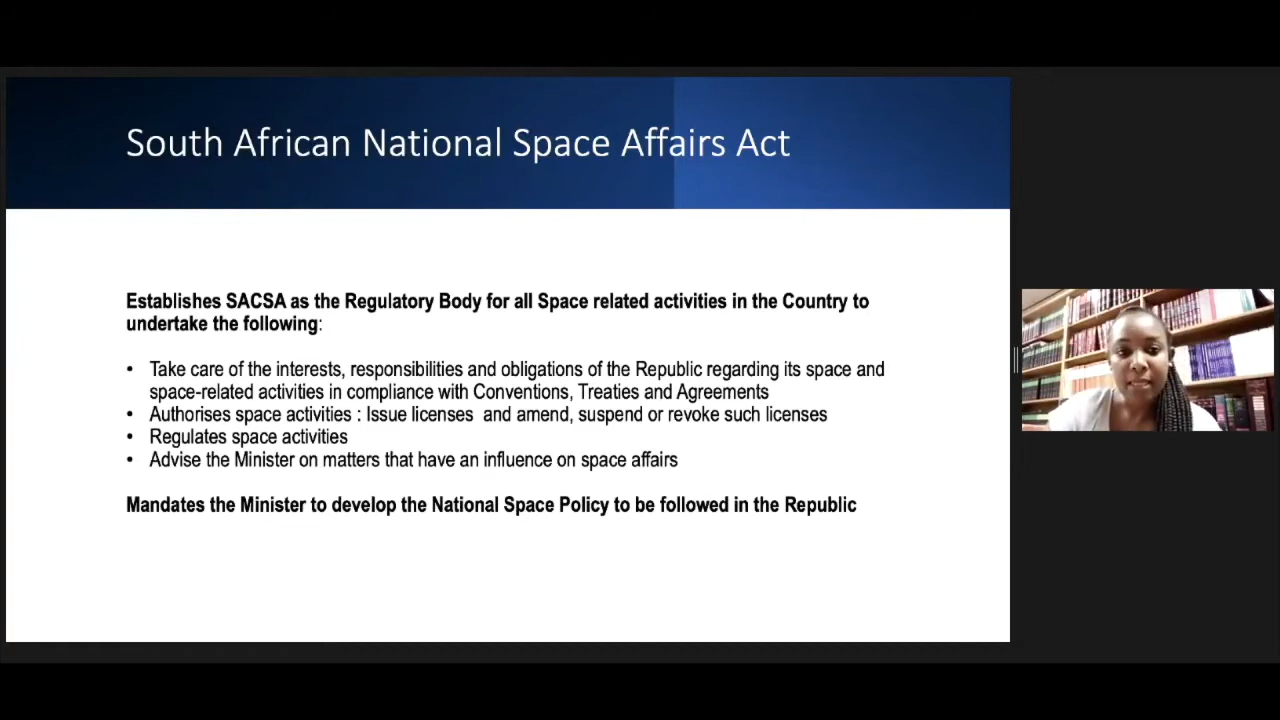 South African National Space Affairs Act
Establishes SACSA as the Regulatory Body for all Space related activities in the Country to
undertake the following:
• Take care of the interests, responsibilities and obligations of the Republic regarding its space and
space-related activities in compliance with Conventions, Treaties and Agreements
• Authorises space activities : Issue licenses and amend, suspend or revoke such licenses
• Regulates space activities
• Advise the Minister on matters that have an influence on space affairs
Mandates the Minister to develop the National Space Policy to be followed in the Republic